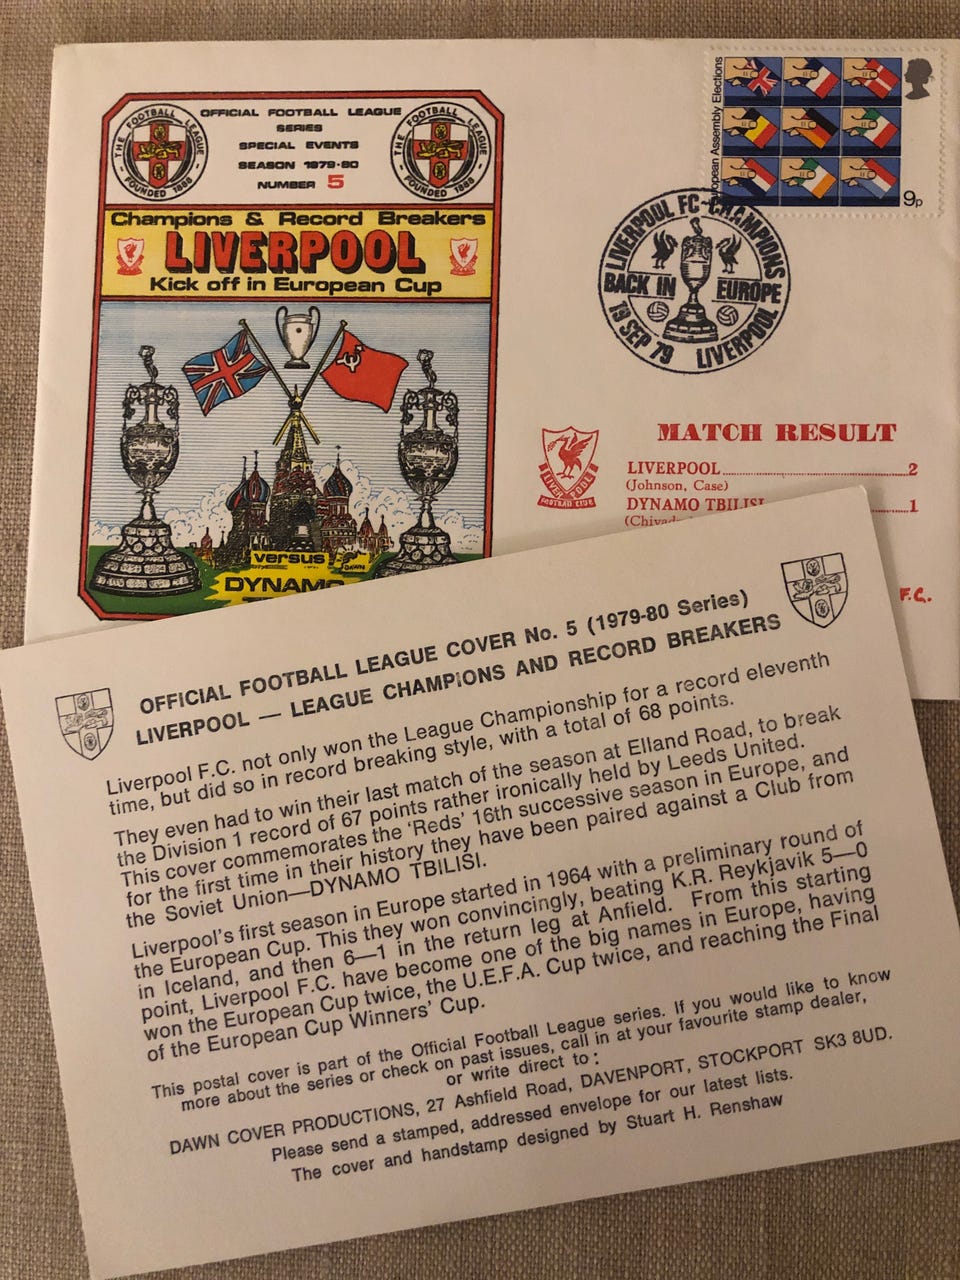 THE FOOTBALL LEAGUE
FOUNDED 1888
OFFICIAL FOOTBALL LEAGUE
SERIES
SPECIAL EVENTS
SEASON 1979-80
NUMBER 5
THE FOOTBALL LEAGUE
FOUNDED 1888
Champions & Record Breakers
LIVERPOOL
Kick off in European Cup
versus
DAWN
DYNAMO
Assembly Elections
9p
LIVERPOOL FC - CHAMPIONS
BACK IN EUROPE
19 SEP 79 LIVERPOOL
MATCH RESULT
LIVERPOOL
FOOTBALL CLUB
LIVERPOOL 2
(Johnson, Case)
DYNAMO TBILISI 1
F.C.
OFFICIAL FOOTBALL LEAGUE COVER No. 5 (1979-80 Series)
LIVERPOOL — LEAGUE CHAMPIONS AND RECORD BREAKERS
Liverpool F.C. not only won the League Championship for a record eleventh
time, but did so in record breaking style, with a total of 68 points.
They even had to win their last match of the season at Elland Road, to break
the Division 1 record of 67 points rather ironically held by Leeds United.
This cover commemorates the 'Reds' 16th successive season in Europe, and
for the first time in their history they have been paired against a Club from
the Soviet Union—DYNAMO TBILISI.
Liverpool's first season in Europe started in 1964 with a preliminary round of
the European Cup. This they won convincingly, beating K.R. Reykjavik 5—0
in Iceland, and then 6—1 in the return leg at Anfield. From this starting
point, Liverpool F.C. have become one of the big names in Europe, having
won the European Cup twice, the U.E.F.A. Cup twice, and reaching the Final
of the European Cup Winners' Cup.
This postal cover is part of the Official Football League series. If you would like to know
more about the series or check on past issues, call in at your favourite stamp dealer,
or write direct to:
DAWN COVER PRODUCTIONS, 27 Ashfield Road, DAVENPORT, STOCKPORT SK3 8UD.
Please send a stamped, addressed envelope for our latest lists.
The cover and handstamp designed by Stuart H. Renshaw